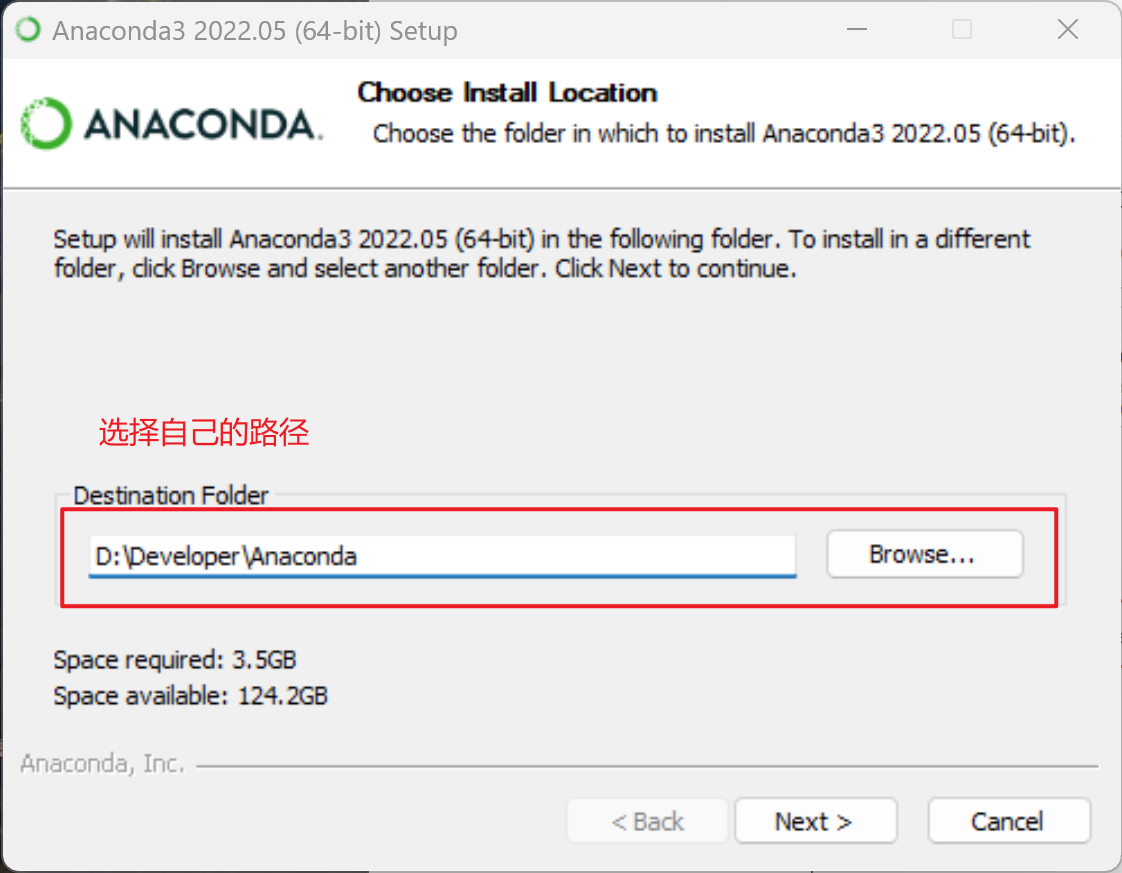 Anaconda3 2022.05 (64-bit) Setup
ANACONDA.
Choose Install Location
Choose the folder in which to install Anaconda3 2022.05 (64-bit).
Setup will install Anaconda3 2022.05 (64-bit) in the following folder. To install in a different
folder, click Browse and select another folder. Click Next to continue.
选择自己的路径
Destination Folder
D:\Developer\Anaconda
Browse...
Space required: 3.5GB
Space available: 124.2GB
Anaconda, Inc.
< Back
Next >
Cancel